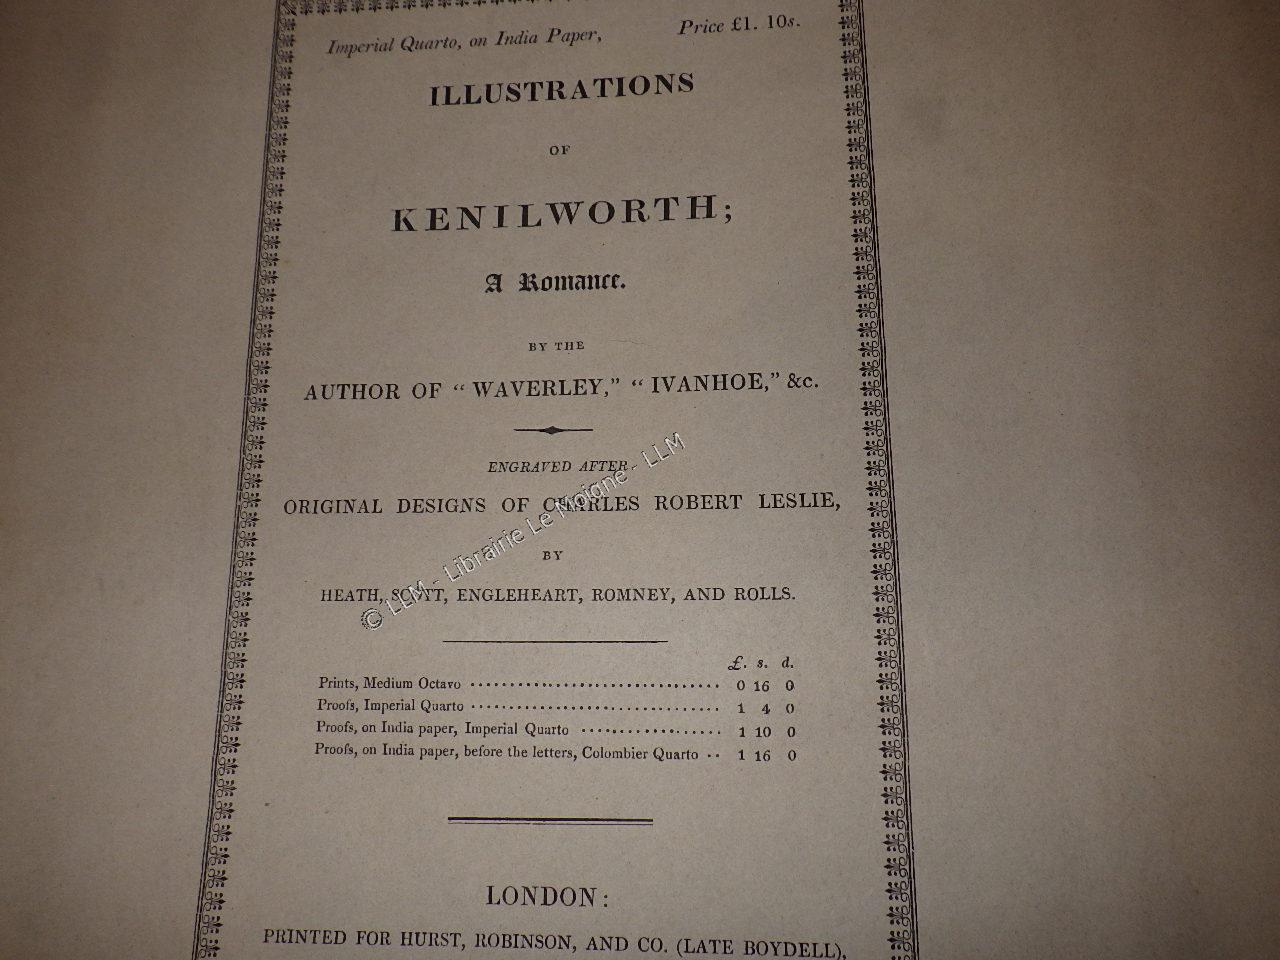 Imperial Quarto, on India Paper, Price £1. 10s.
ILLUSTRATIONS
OF
KENILWORTH;
A Romance.
BY THE
AUTHOR OF “ WAVERLEY,” “ IVANHOE,” &c.
ENGRAVED AFTER
ORIGINAL DESIGNS OF CHARLES ROBERT LESLIE,
BY
HEATH, SCOTT, ENGLEHEART, ROMNEY, AND ROLLS.
£. s. d.
Prints, Medium Octavo ................................ 0 16 0
Proofs, Imperial Quarto ................................ 1 4 0
Proofs, on India paper, Imperial Quarto .................. 1 10 0
Proofs, on India paper, before the letters, Colombier Quarto .. 1 16 0
LONDON:
PRINTED FOR HURST, ROBINSON, AND CO. (LATE BOYDELL),
© LLM - Librairie Le Moigne - LLM